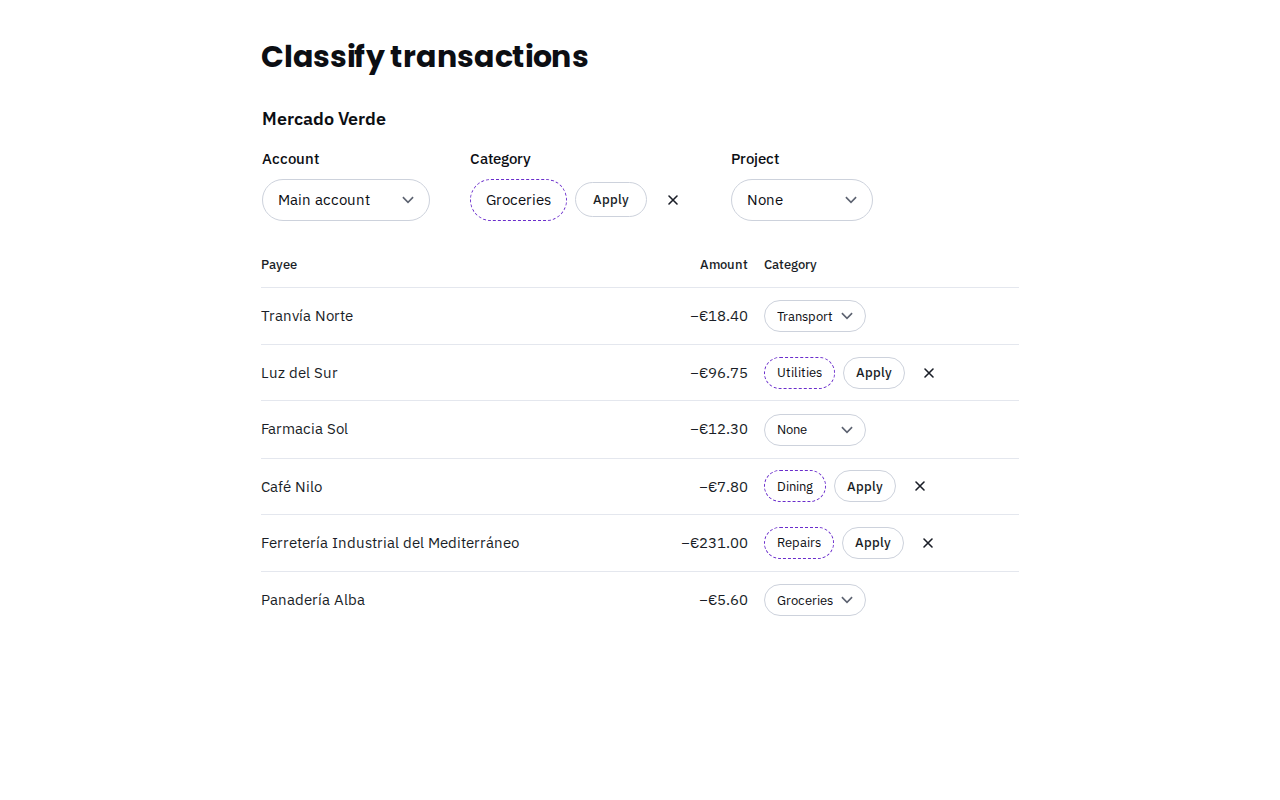 Classify transactions
Mercado Verde
Account Category Project
Main account Groceries Apply None
Payee Amount Category
Tranvía Norte −€18.40 Transport
Luz del Sur −€96.75 Utilities Apply
Farmacia Sol −€12.30 None
Café Nilo −€7.80 Dining Apply
Ferretería Industrial del Mediterráneo −€231.00 Repairs Apply
Panadería Alba −€5.60 Groceries